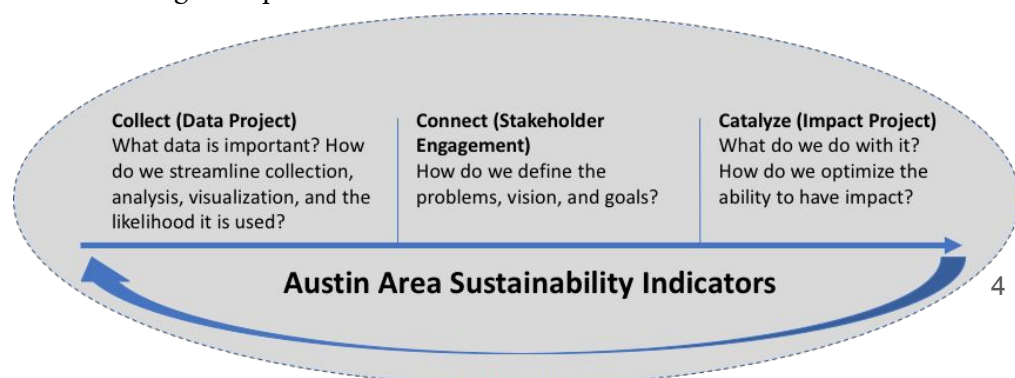 Collect (Data Project)
What data is important? How
do we streamline collection,
analysis, visualization, and the
likelihood it is used?
Connect (Stakeholder
Engagement)
How do we define the
problems, vision, and goals?
Catalyze (Impact Project)
What do we do with it?
How do we optimize the
ability to have impact?
Austin Area Sustainability Indicators
4